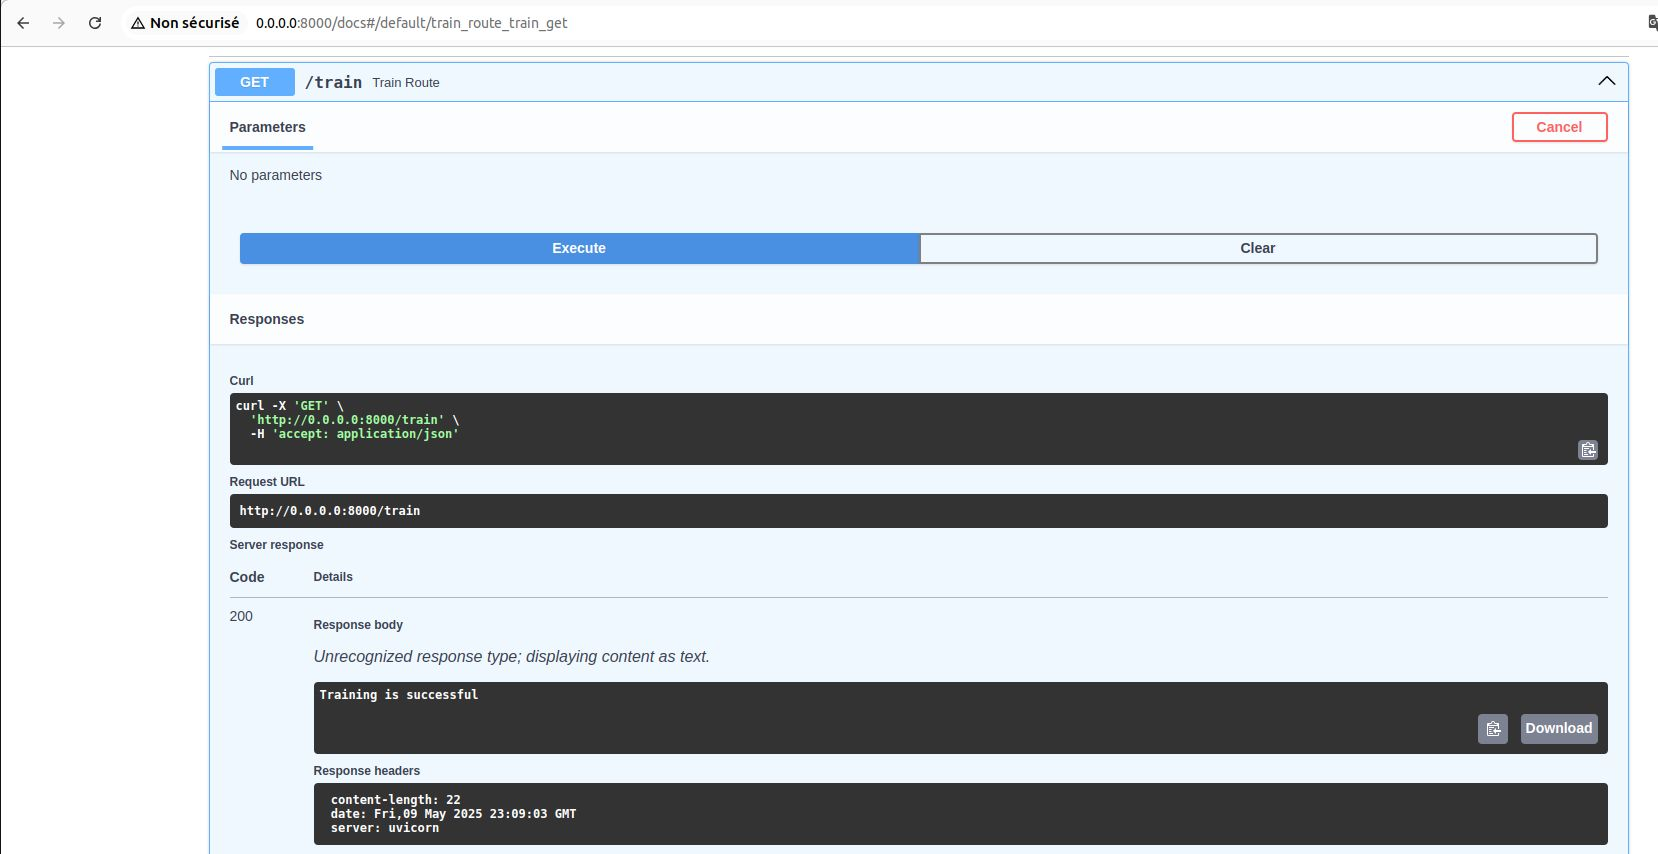 Non sécurisé 0.0.0.0:8000/docs#/default/train_route_train_get
GET /train Train Route
Parameters
Cancel
No parameters
Execute
Clear
Responses
Curl
curl -X 'GET' \
'http://0.0.0.0:8000/train' \
-H 'accept: application/json'
Request URL
http://0.0.0.0:8000/train
Server response
Code Details
200
Response body
Unrecognized response type; displaying content as text.
Training is successful
Download
Response headers
content-length: 22
date: Fri,09 May 2025 23:09:03 GMT
server: uvicorn